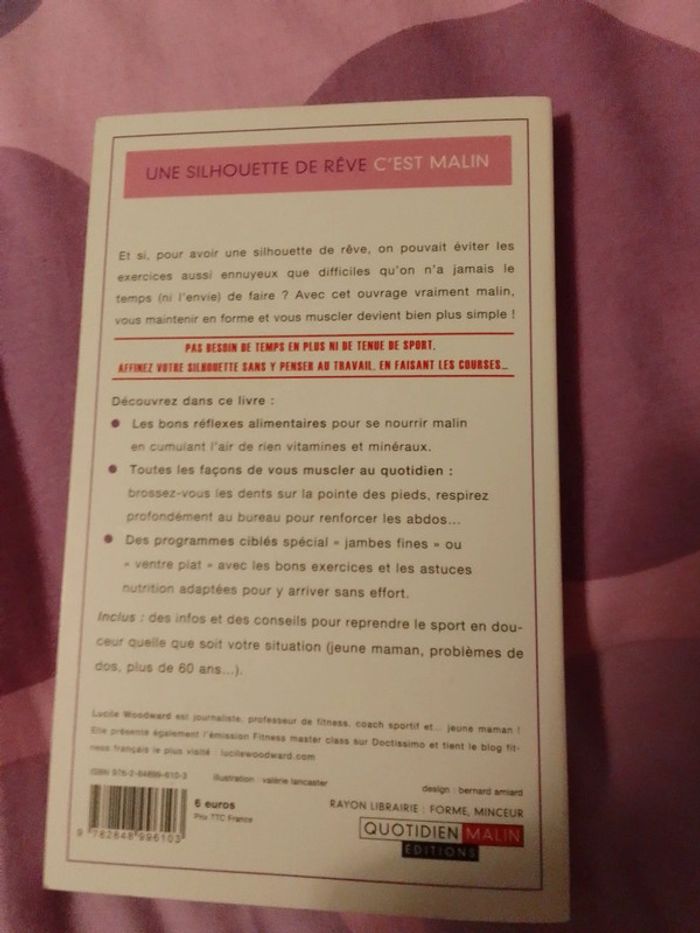 UNE SILHOUETTE DE RÊVE C'EST MALIN
Et si, pour avoir une silhouette de rêve, on pouvait éviter les
exercices aussi ennuyeux que difficiles qu'on n'a jamais le
temps (ni l'envie) de faire ? Avec cet ouvrage vraiment malin,
vous maintenir en forme et vous muscler devient bien plus simple !
PAS BESOIN DE TEMPS EN PLUS NI DE TENUE DE SPORT,
AFFINEZ VOTRE SILHOUETTE SANS Y PENSER AU TRAVAIL, EN FAISANT LES COURSES...
Découvrez dans ce livre :
● Les bons réflexes alimentaires pour se nourrir malin
en cumulant l'air de rien vitamines et minéraux.
● Toutes les façons de vous muscler au quotidien :
brossez-vous les dents sur la pointe des pieds, respirez
profondément au bureau pour renforcer les abdos...
● Des programmes ciblés spécial « jambes fines » ou
« ventre plat » avec les bons exercices et les astuces
nutrition adaptées pour y arriver sans effort.
Inclus : des infos et des conseils pour reprendre le sport en dou-
ceur quelle que soit votre situation (jeune maman, problèmes de
dos, plus de 60 ans...).
Lucile Woodward est journaliste, professeur de fitness, coach sportif et... jeune maman !
Elle présente également l'émission Fitness master class sur Doctissimo et tient le blog fit-
ness français le plus visité : lucilewoodward.com
ISBN 978-2-84899-610-3 illustration : valérie lancaster
design : bernard amiard
6 euros
Prix TTC France
RAYON LIBRAIRIE : FORME, MINCEUR
QUOTIDIEN MALIN
ÉDITIONS
9 782848 996103